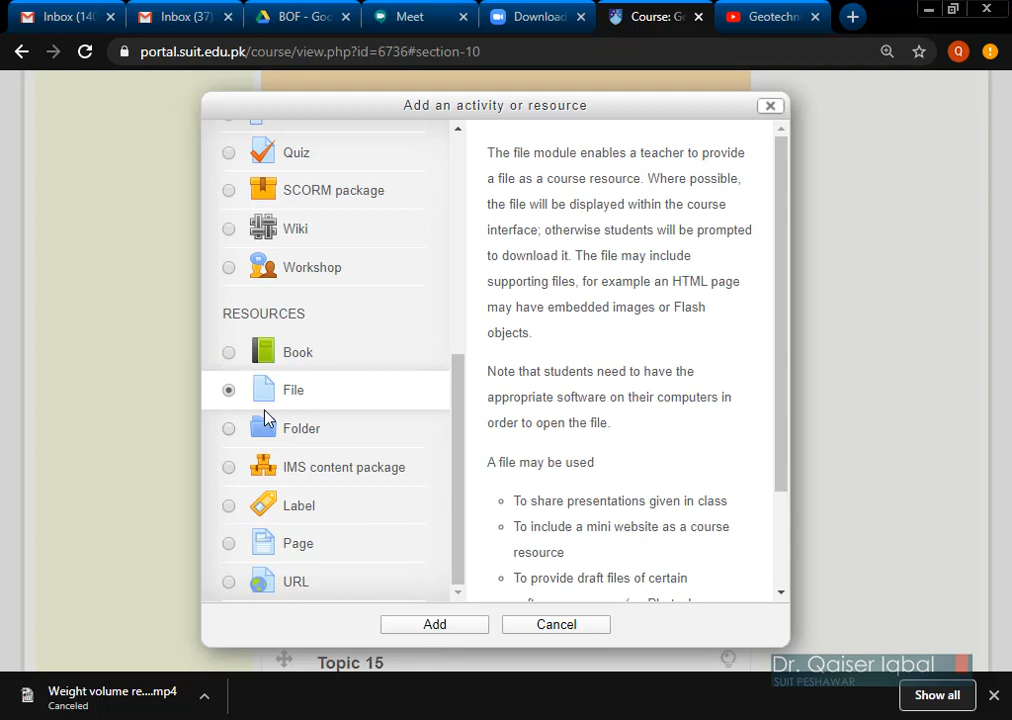 Inbox (140
Inbox (37)
BOF - Goo
Meet
Download
Course: Ge
Geotechni
portal.suit.edu.pk/course/view.php?id=6736#section-10
Q
Add an activity or resource
Quiz
SCORM package
Wiki
Workshop
RESOURCES
Book
File
Folder
IMS content package
Label
Page
URL
The file module enables a teacher to provide
a file as a course resource. Where possible,
the file will be displayed within the course
interface; otherwise students will be prompted
to download it. The file may include
supporting files, for example an HTML page
may have embedded images or Flash
objects.
Note that students need to have the
appropriate software on their computers in
order to open the file.
A file may be used
To share presentations given in class
To include a mini website as a course
resource
To provide draft files of certain
Add
Cancel
Topic 15
Dr. Qaiser Iqbal
SUIT PESHAWAR
Weight volume re....mp4
Canceled
Show all